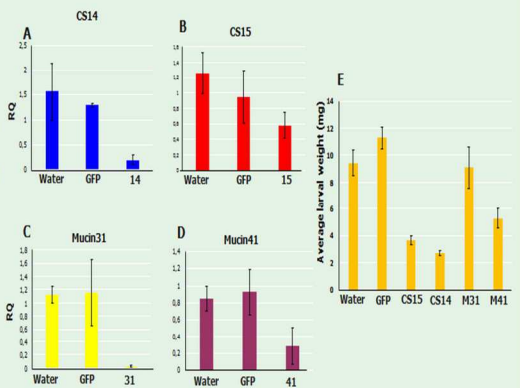 CS14
A
2,5
2
1,5
1
0,5
0
RQ
Water GFP 14
B
CS15
1,6
1,4
1,2
1
0,8
0,6
0,4
0,2
0
Water GFP 15
C
Mucin31
1,8
1,6
1,4
1,2
1
0,8
0,6
0,4
0,2
0
RQ
Water GFP 31
D
Mucin41
1,4
1,2
1
0,8
0,6
0,4
0,2
0
Water GFP 41
E
Average larval weight (mg)
14
12
10
8
6
4
2
0
Water GFP CS15 CS14 M31 M41